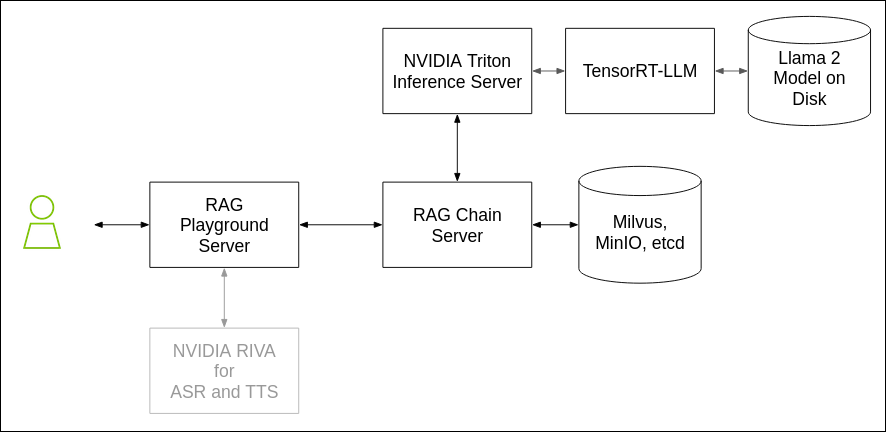 NVIDIA Triton
Inference Server
TensorRT-LLM
Llama 2
Model on
Disk
RAG
Playground
Server
RAG Chain
Server
Milvus,
MinIO, etcd
NVIDIA RIVA
for
ASR and TTS